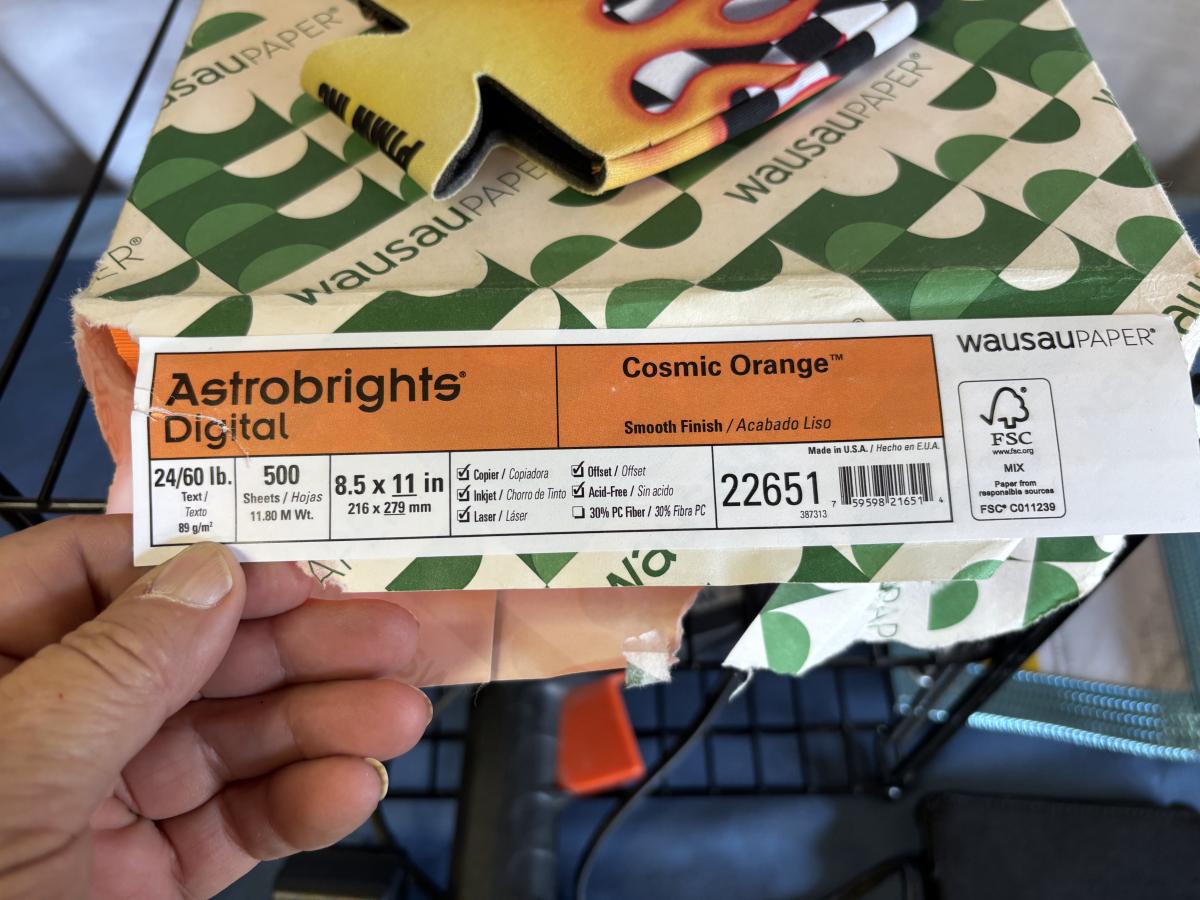 wausauPAPER®
PINK
wausauPAPER
wausauPAPER®
ER®
wausauPAPER®
Astrobrights®
Digital
Cosmic Orange™
Smooth Finish / Acabado Liso
24/60 lb.
Text /
Texto
89 g/m²
500
Sheets / Hojas
11.80 M Wt.
8.5 x 11 in
216 x 279 mm
Copier / Copiadora
Inkjet / Chorro de Tinto
Laser / Láser
Offset / Offset
Acid-Free / Sin acido
30% PC Fiber / 30% Fibra PC
Made in U.S.A. / Hecho en E.U.A.
22651
387313
7 59598 21651 4
FSC
www.fsc.org
MIX
Paper from
responsible sources
FSC® C011239